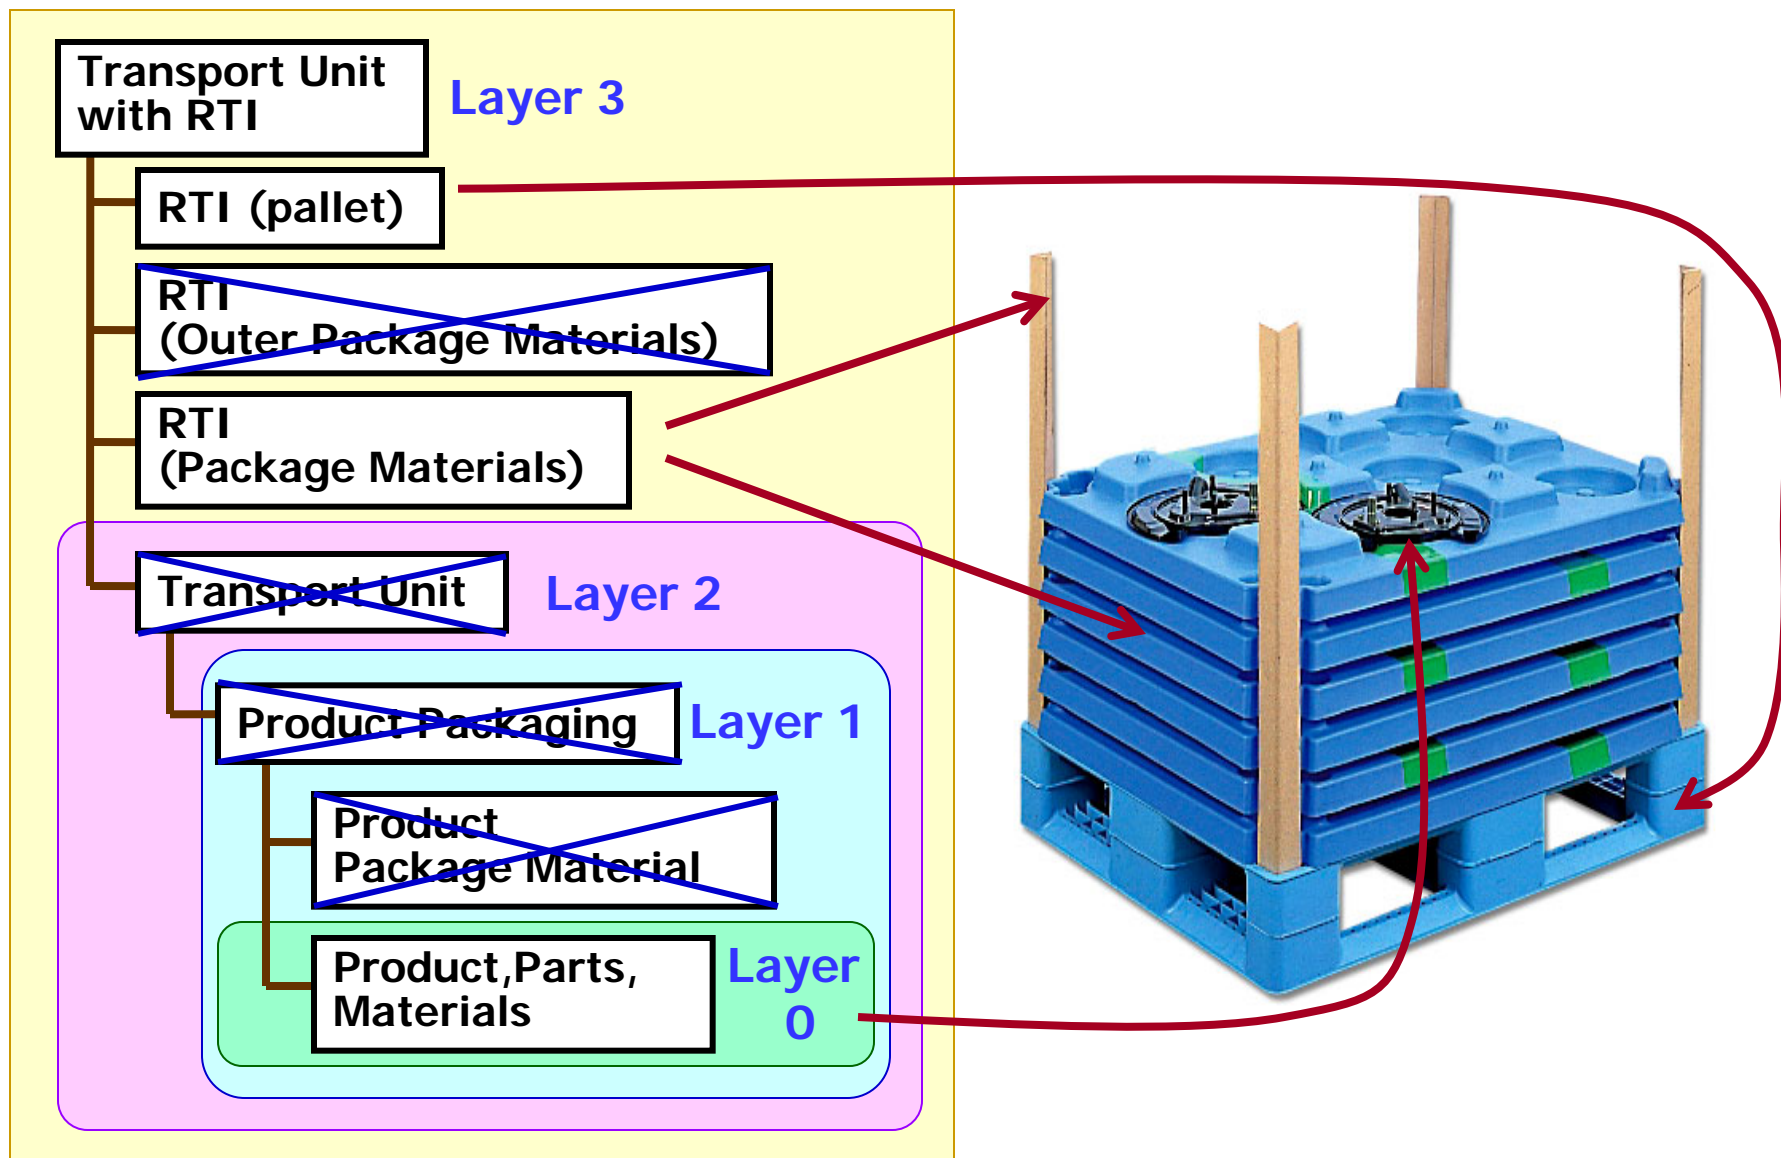 Transport Unit
with RTI
Layer 3
RTI (pallet)
RTI
(Outer Package Materials)
RTI
(Package Materials)
Transport Unit
Layer 2
Product Packaging
Layer 1
Product
Package Material
Product,Parts,
Materials
Layer
0